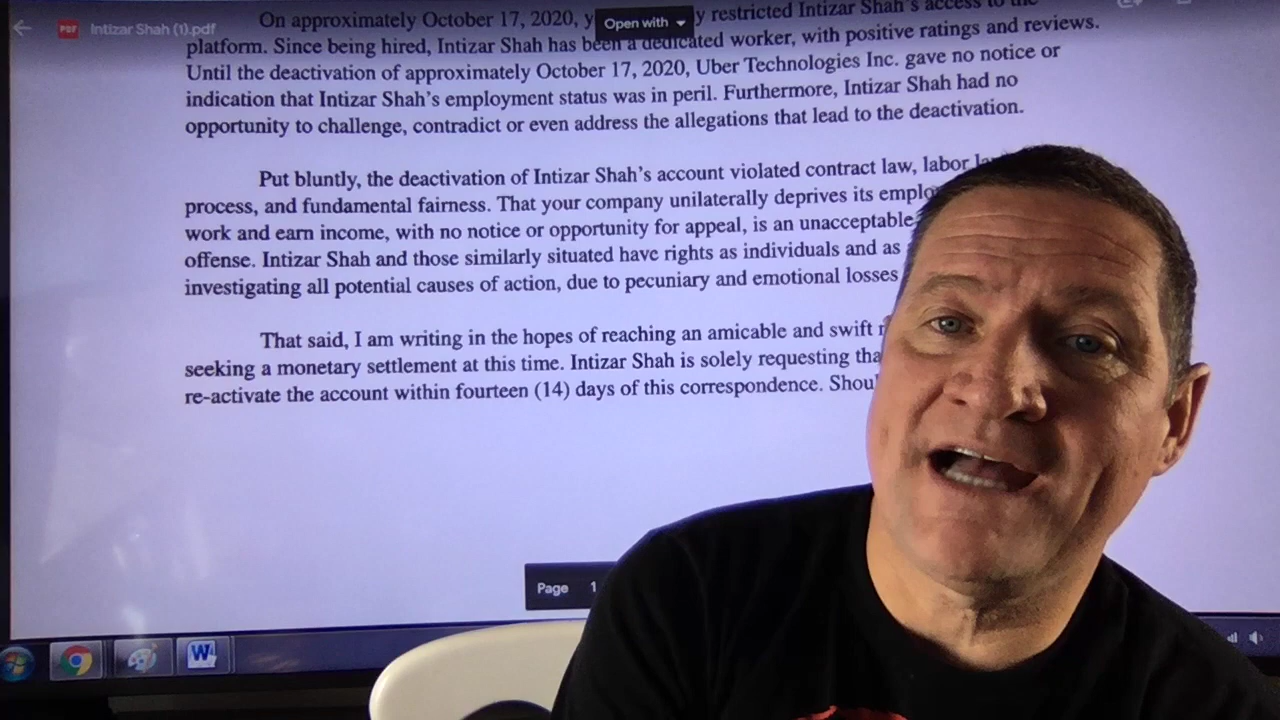 On approximately October 17, 2020, y
Open with
y restricted Intizar Shah's access to the
PDF
Intizar Shah (1).pdf
platform. Since being hired, Intizar Shah has been a dedicated worker, with positive ratings and reviews.
Until the deactivation of approximately October 17, 2020, Uber Technologies Inc. gave no notice or
indication that Intizar Shah's employment status was in peril. Furthermore, Intizar Shah had no
opportunity to challenge, contradict or even address the allegations that lead to the deactivation.
Put bluntly, the deactivation of Intizar Shah's account violated contract law, labor
process, and fundamental fairness. That your company unilaterally deprives its emplo
work and earn income, with no notice or opportunity for appeal, is an unacceptable
offense. Intizar Shah and those similarly situated have rights as individuals and as
investigating all potential causes of action, due to pecuniary and emotional losses
That said, I am writing in the hopes of reaching an amicable and swift
seeking a monetary settlement at this time. Intizar Shah is solely requesting tha
re-activate the account within fourteen (14) days of this correspondence. Shoul
Page 1
W